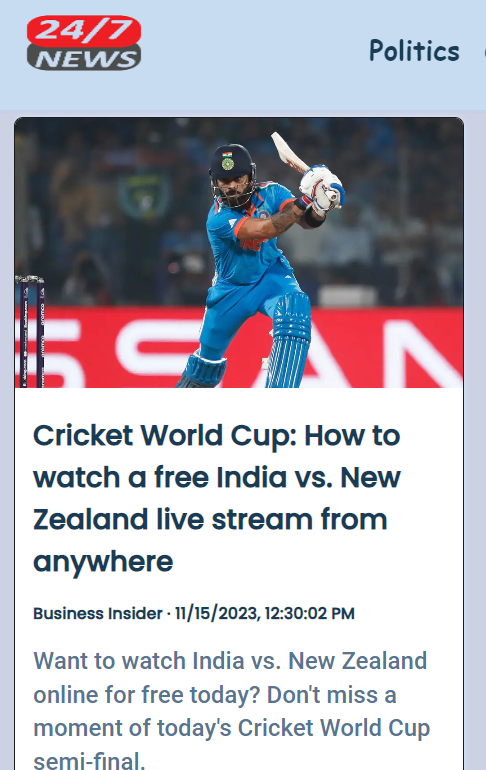 24/7
NEWS
Politics
SSAN
Cricket World Cup: How to
watch a free India vs. New
Zealand live stream from
anywhere
Business Insider · 11/15/2023, 12:30:02 PM
Want to watch India vs. New Zealand
online for free today? Don't miss a
moment of today's Cricket World Cup
semi-final.